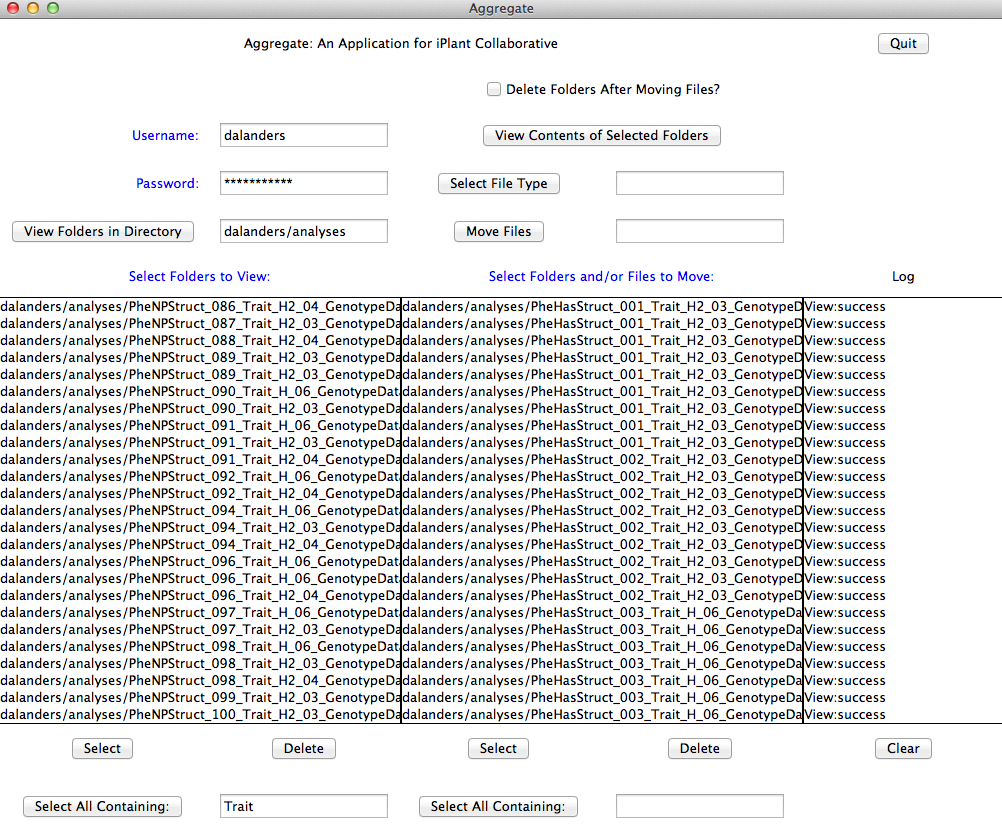 Aggregate
Aggregate: An Application for iPlant Collaborative
Quit
Delete Folders After Moving Files?
Username:
dalanders
View Contents of Selected Folders
Password:
***********
Select File Type
View Folders in Directory
dalanders/analyses
Move Files
Select Folders to View:
Select Folders and/or Files to Move:
Log
dalanders/analyses/PheNPStruct_086_Trait_H2_04_GenotypeDa dalanders/analyses/PheHasStruct_001_Trait_H2_03_GenotypeD View:success
dalanders/analyses/PheNPStruct_087_Trait_H2_03_GenotypeDa dalanders/analyses/PheHasStruct_001_Trait_H2_03_GenotypeD View:success
dalanders/analyses/PheNPStruct_088_Trait_H2_04_GenotypeDa dalanders/analyses/PheHasStruct_001_Trait_H2_03_GenotypeD View:success
dalanders/analyses/PheNPStruct_089_Trait_H2_03_GenotypeDa dalanders/analyses/PheHasStruct_001_Trait_H2_03_GenotypeD View:success
dalanders/analyses/PheNPStruct_089_Trait_H2_03_GenotypeDa dalanders/analyses/PheHasStruct_001_Trait_H2_03_GenotypeD View:success
dalanders/analyses/PheNPStruct_090_Trait_H_06_GenotypeDat dalanders/analyses/PheHasStruct_001_Trait_H2_03_GenotypeD View:success
dalanders/analyses/PheNPStruct_090_Trait_H2_03_GenotypeDa dalanders/analyses/PheHasStruct_001_Trait_H2_03_GenotypeD View:success
dalanders/analyses/PheNPStruct_091_Trait_H_06_GenotypeDat dalanders/analyses/PheHasStruct_001_Trait_H2_03_GenotypeD View:success
dalanders/analyses/PheNPStruct_091_Trait_H2_03_GenotypeDa dalanders/analyses/PheHasStruct_001_Trait_H2_03_GenotypeD View:success
dalanders/analyses/PheNPStruct_091_Trait_H2_04_GenotypeDa dalanders/analyses/PheHasStruct_002_Trait_H2_03_GenotypeD View:success
dalanders/analyses/PheNPStruct_092_Trait_H_06_GenotypeDat dalanders/analyses/PheHasStruct_002_Trait_H2_03_GenotypeD View:success
dalanders/analyses/PheNPStruct_092_Trait_H2_04_GenotypeDa dalanders/analyses/PheHasStruct_002_Trait_H2_03_GenotypeD View:success
dalanders/analyses/PheNPStruct_094_Trait_H_06_GenotypeDat dalanders/analyses/PheHasStruct_002_Trait_H2_03_GenotypeD View:success
dalanders/analyses/PheNPStruct_094_Trait_H2_03_GenotypeDa dalanders/analyses/PheHasStruct_002_Trait_H2_03_GenotypeD View:success
dalanders/analyses/PheNPStruct_094_Trait_H2_04_GenotypeDa dalanders/analyses/PheHasStruct_002_Trait_H2_03_GenotypeD View:success
dalanders/analyses/PheNPStruct_096_Trait_H_06_GenotypeDat dalanders/analyses/PheHasStruct_002_Trait_H2_03_GenotypeD View:success
dalanders/analyses/PheNPStruct_096_Trait_H_06_GenotypeDat dalanders/analyses/PheHasStruct_002_Trait_H2_03_GenotypeD View:success
dalanders/analyses/PheNPStruct_096_Trait_H2_04_GenotypeDa dalanders/analyses/PheHasStruct_002_Trait_H2_03_GenotypeD View:success
dalanders/analyses/PheNPStruct_097_Trait_H_06_GenotypeDat dalanders/analyses/PheHasStruct_003_Trait_H_06_GenotypeDa View:success
dalanders/analyses/PheNPStruct_097_Trait_H2_03_GenotypeDa dalanders/analyses/PheHasStruct_003_Trait_H_06_GenotypeDa View:success
dalanders/analyses/PheNPStruct_098_Trait_H_06_GenotypeDat dalanders/analyses/PheHasStruct_003_Trait_H_06_GenotypeDa View:success
dalanders/analyses/PheNPStruct_098_Trait_H2_03_GenotypeDa dalanders/analyses/PheHasStruct_003_Trait_H_06_GenotypeDa View:success
dalanders/analyses/PheNPStruct_098_Trait_H2_04_GenotypeDa dalanders/analyses/PheHasStruct_003_Trait_H_06_GenotypeDa View:success
dalanders/analyses/PheNPStruct_099_Trait_H2_03_GenotypeDa dalanders/analyses/PheHasStruct_003_Trait_H_06_GenotypeDa View:success
dalanders/analyses/PheNPStruct_100_Trait_H2_03_GenotypeDa dalanders/analyses/PheHasStruct_003_Trait_H_06_GenotypeDa View:success
Select Delete Select Delete Clear
Select All Containing: Trait Select All Containing: